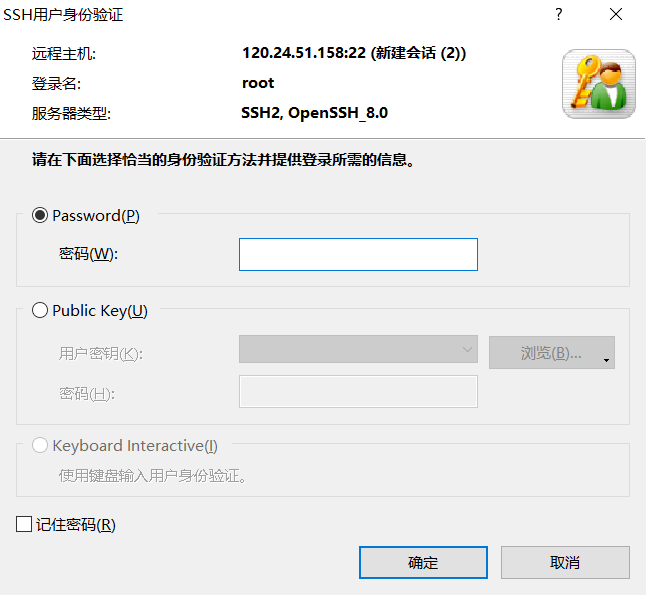 SSH用户身份验证
远程主机: 120.24.51.158:22 (新建会话 (2))
登录名: root
服务器类型: SSH2, OpenSSH_8.0
请在下面选择恰当的身份验证方法并提供登录所需的信息。
Password(P)
密码(W):
Public Key(U)
用户密钥(K): 浏览(B)...
密码(H):
Keyboard Interactive(I)
使用键盘输入用户身份验证。
记住密码(R)
确定 取消